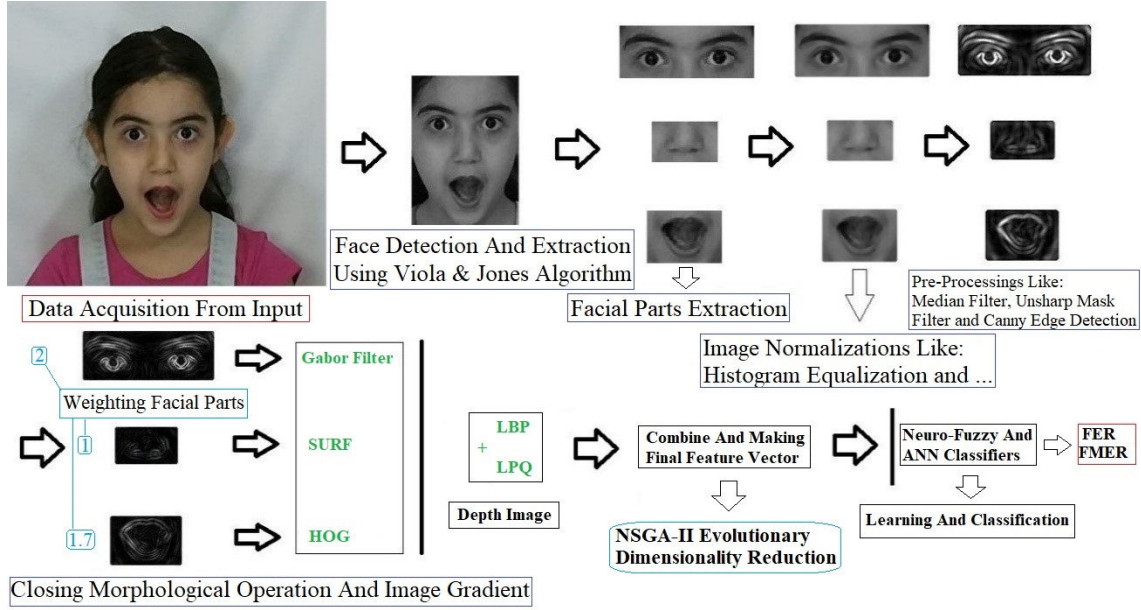 Face Detection And Extraction
Using Viola & Jones Algorithm
Data Acquisition From Input
Facial Parts Extraction
Pre-Processings Like:
Median Filter, Unsharp Mask
Filter and Canny Edge Detection
Image Normalizations Like:
Histogram Equalization and ...
2
Weighting Facial Parts
1
1.7
Gabor Filter
SURF
HOG
Closing Morphological Operation And Image Gradient
LBP
+
LPQ
Depth Image
Combine And Making
Final Feature Vector
NSGA-II Evolutionary
Dimensionality Reduction
Neuro-Fuzzy And
ANN Classifiers
FER
FMER
Learning And Classification